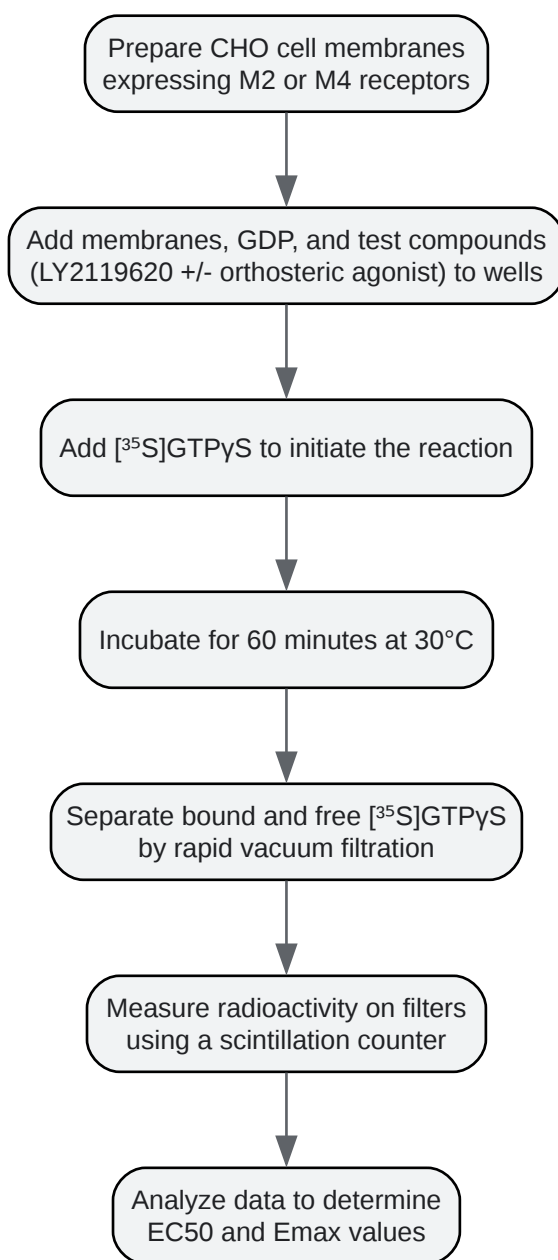 Prepare CHO cell membranes
expressing M2 or M4 receptors
Add membranes, GDP, and test compounds
(LY2119620 +/- orthosteric agonist) to wells
Add [³⁵S]GTPγS to initiate the reaction
Incubate for 60 minutes at 30°C
Separate bound and free [³⁵S]GTPγS
by rapid vacuum filtration
Measure radioactivity on filters
using a scintillation counter
Analyze data to determine
EC50 and Emax values